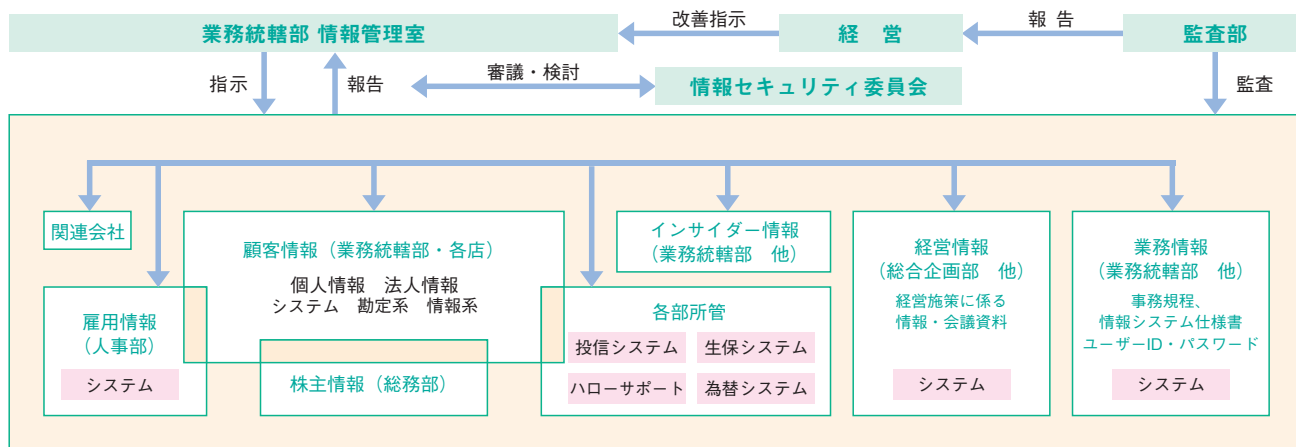 業務統轄部 情報管理室
改善指示
経　営
報 告
監査部
指示
報告
審議・検討
情報セキュリティ委員会
監査
関連会社
顧客情報（業務統轄部・各店）
個人情報　法人情報
システム　勘定系　情報系
インサイダー情報
（業務統轄部　他）
経営情報
（総合企画部　他）
経営施策に係る
情報・会議資料
システム
業務情報
（業務統轄部　他）
事務規程、
情報システム仕様書
ユーザーID・パスワード
システム
雇用情報
（人事部）
システム
株主情報（総務部）
各部所管
投信システム
生保システム
ハローサポート
為替システム